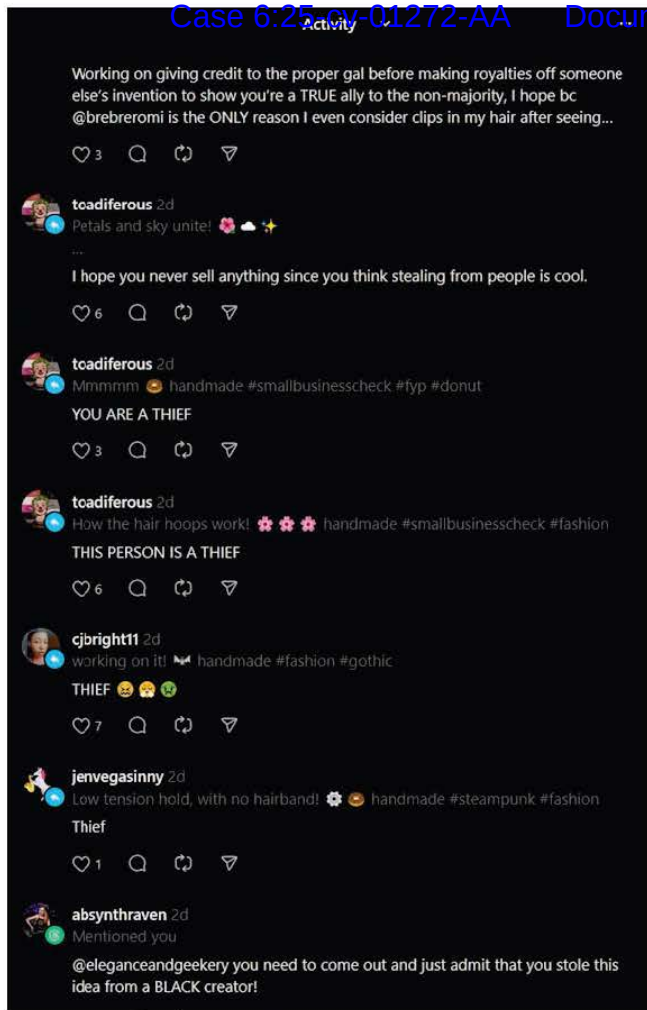 Case 6:25-cv-01272-AA Docum
Activity
Working on giving credit to the proper gal before making royalties off someone
else's invention to show you're a TRUE ally to the non-majority, I hope bc
@brebreromi is the ONLY reason I even consider clips in my hair after seeing...
3
toadiferous 2d
Petals and sky unite! 🌺 ☁️ ✨
...
I hope you never sell anything since you think stealing from people is cool.
6
toadiferous 2d
Mmmmm 🍩 handmade #smallbusinesscheck #fyp #donut
YOU ARE A THIEF
3
toadiferous 2d
How the hair hoops work! 🌸 🌸 🌸 handmade #smallbusinesscheck #fashion
THIS PERSON IS A THIEF
6
cjbright11 2d
working on it! 🦇 handmade #fashion #gothic
THIEF 😖 😤 🤢
7
jenvegasinny 2d
Low tension hold, with no hairband! ⚙️ 🍩 handmade #steampunk #fashion
Thief
1
absynthraven 2d
Mentioned you
@eleganceandgeekery you need to come out and just admit that you stole this
idea from a BLACK creator!